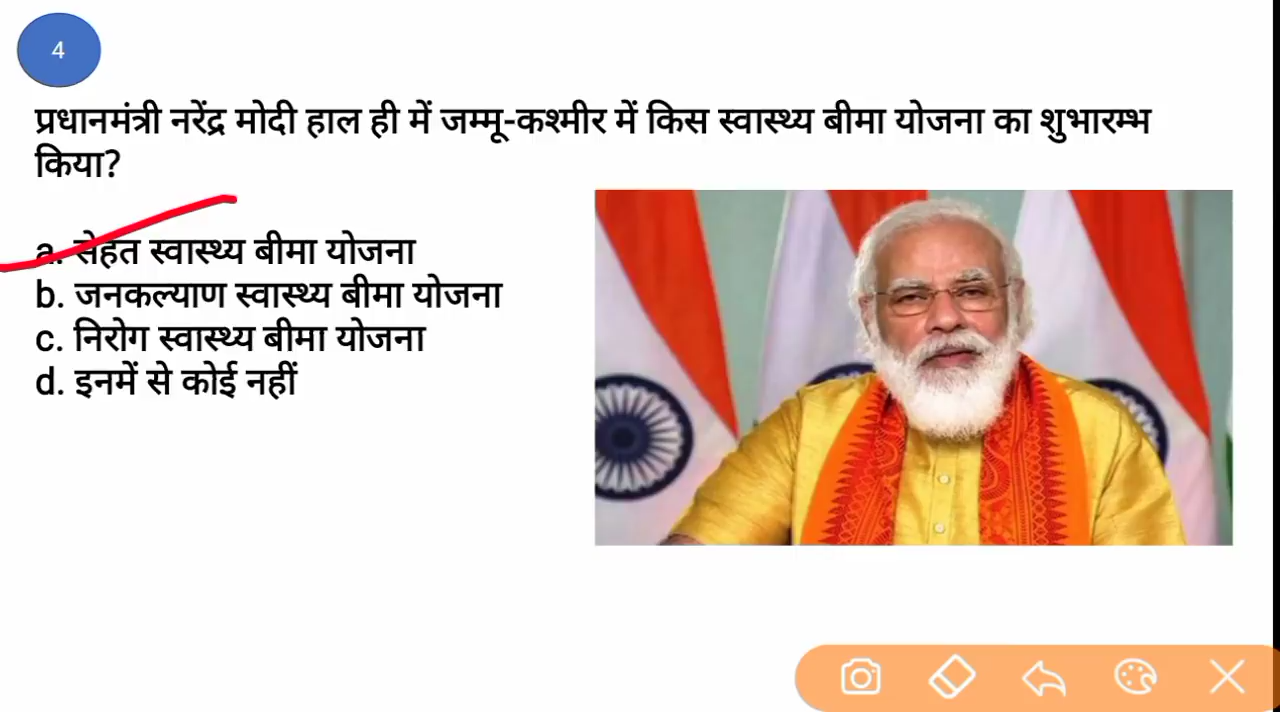 4
प्रधानमंत्री नरेंद्र मोदी हाल ही में जम्मू-कश्मीर में किस स्वास्थ्य बीमा योजना का शुभारम्भ
किया?
a. सेहत स्वास्थ्य बीमा योजना
b. जनकल्याण स्वास्थ्य बीमा योजना
c. निरोग स्वास्थ्य बीमा योजना
d. इनमें से कोई नहीं